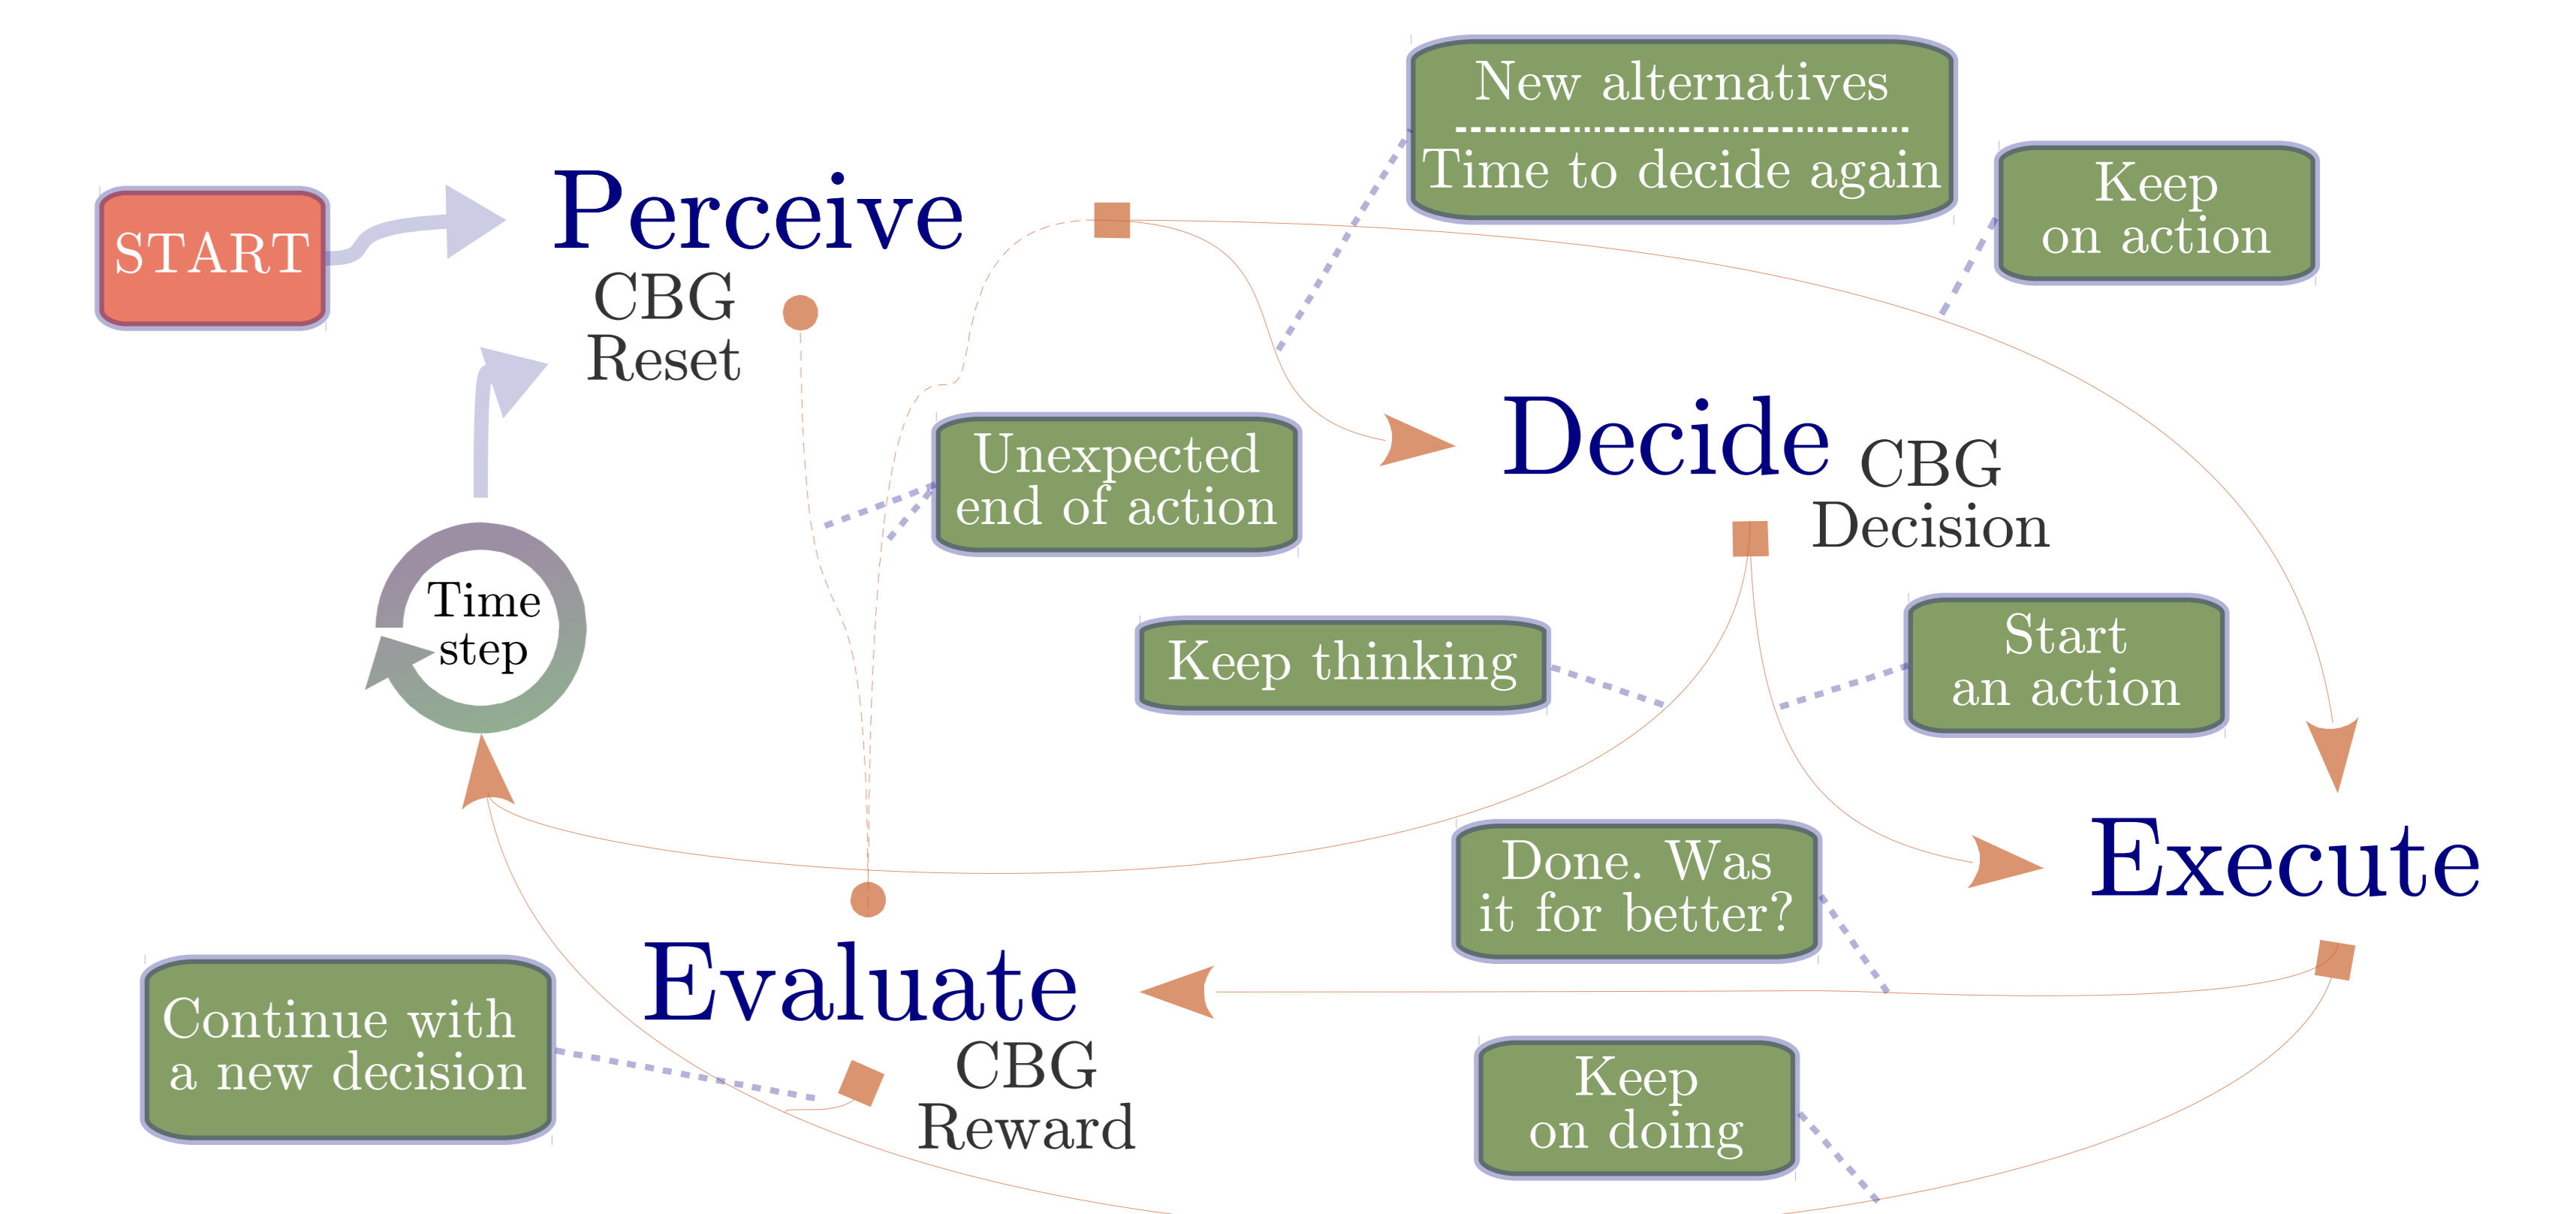 START
Perceive
CBG
Reset
New alternatives
Time to decide again
Keep
on action
Unexpected
end of action
Decide
CBG
Decision
Time
step
Keep thinking
Start
an action
Done. Was
it for better?
Execute
Evaluate
CBG
Reward
Continue with
a new decision
Keep
on doing